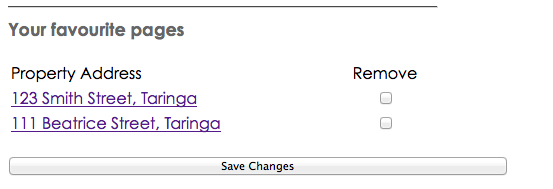 Your favourite pages
Property Address Remove
123 Smith Street, Taringa
111 Beatrice Street, Taringa
Save Changes